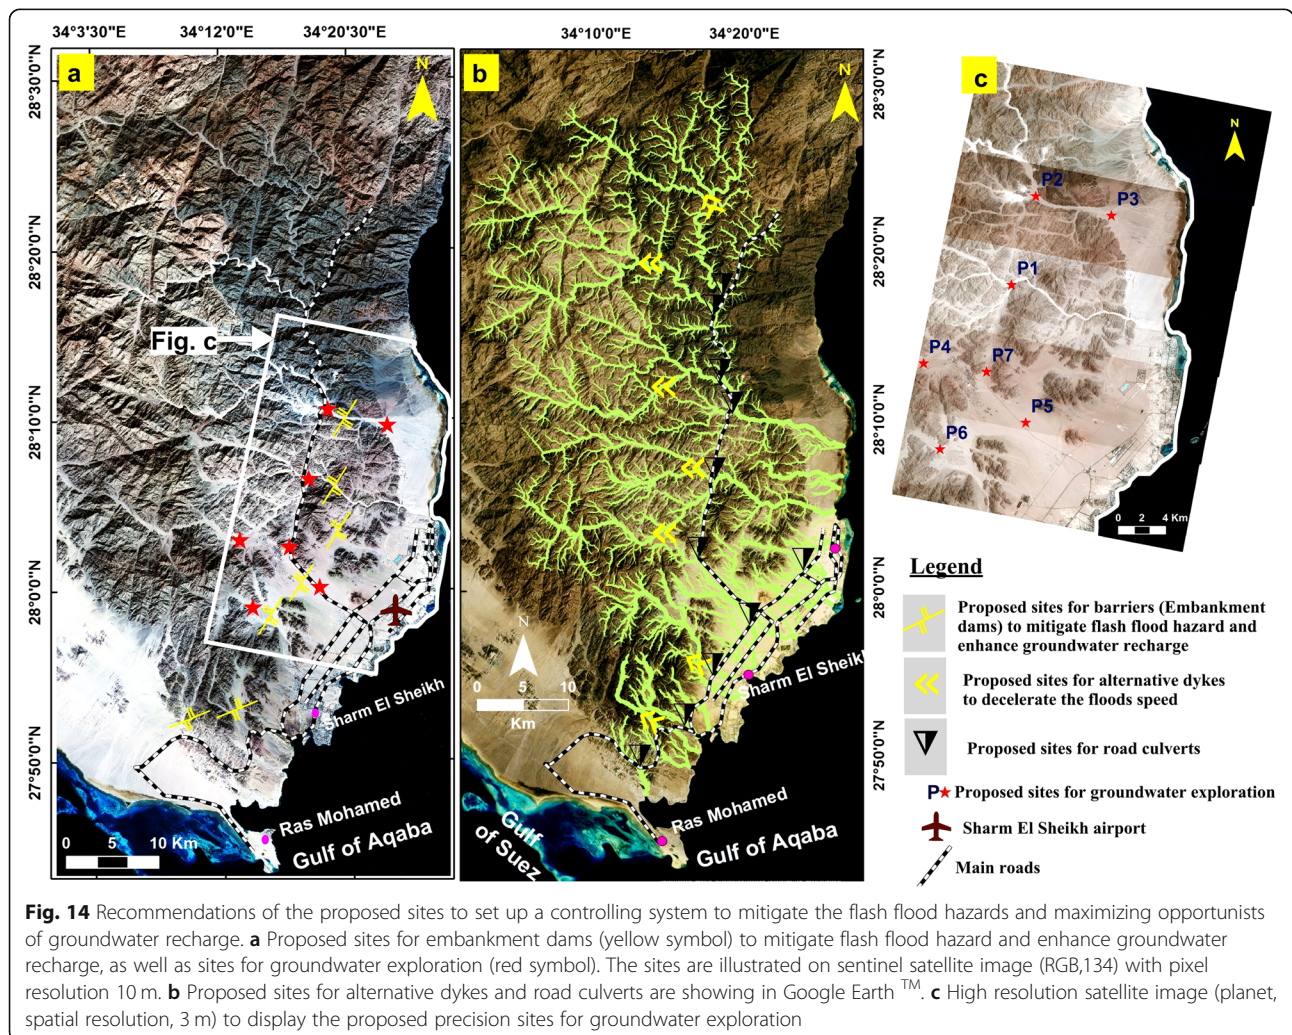 34°3'30"E 34°12'0"E 34°20'30"E
34°10'0"E 34°20'0"E
a
N
28°30'0"N
28°20'0"N
28°10'0"N
28°0'0"N
27°50'0"N
Fig. c
Sharm El Sheikh
Ras Mohamed
Gulf of Aqaba
0 5 10 Km
b
N
N
0 5 10
Km
Sharm El Sheikh
Ras Mohamed
Gulf of Aqaba
Gulf
of Suez
28°30'0"N
28°20'0"N
28°10'0"N
28°0'0"N
27°50'0"N
c
N
P2
P3
P1
P4
P7
P5
P6
0 2 4 Km
Legend
Proposed sites for barriers (Embankment
dams) to mitigate flash flood hazard and
enhance groundwater recharge
Proposed sites for alternative dykes
to decelerate the floods speed
Proposed sites for road culverts
P Proposed sites for groundwater exploration
Sharm El Sheikh airport
Main roads
Fig. 14 Recommendations of the proposed sites to set up a controlling system to mitigate the flash flood hazards and maximizing opportunists
of groundwater recharge. a Proposed sites for embankment dams (yellow symbol) to mitigate flash flood hazard and enhance groundwater
recharge, as well as sites for groundwater exploration (red symbol). The sites are illustrated on sentinel satellite image (RGB,134) with pixel
resolution 10 m. b Proposed sites for alternative dykes and road culverts are showing in Google Earth TM. c High resolution satellite image (planet,
spatial resolution, 3 m) to display the proposed precision sites for groundwater exploration